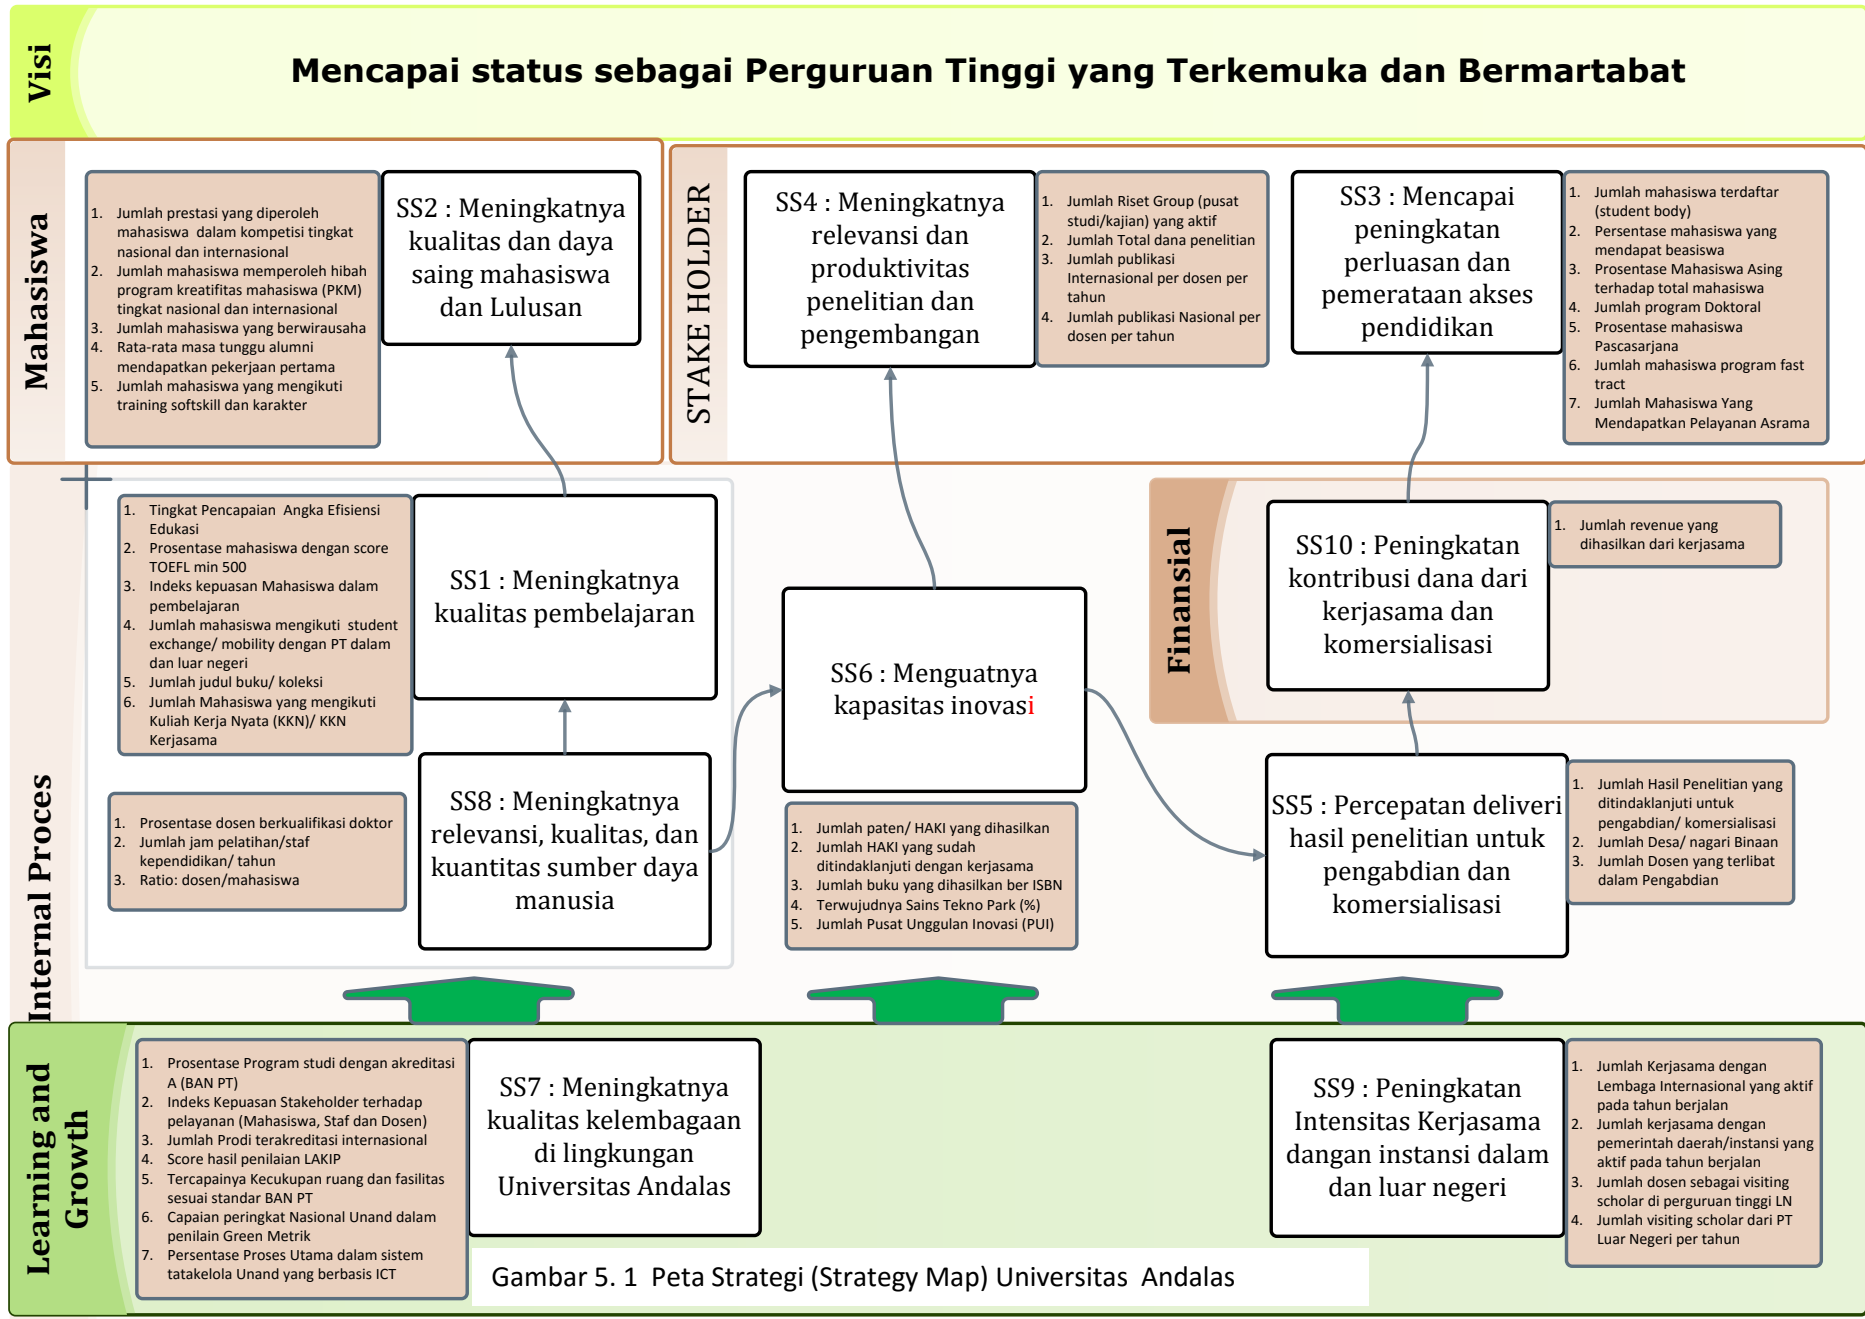 Visi
Mencapai status sebagai Perguruan Tinggi yang Terkemuka dan Bermartabat
Mahasiswa
1. Jumlah prestasi yang diperoleh
mahasiswa dalam kompetisi tingkat
nasional dan internasional
2. Jumlah mahasiswa memperoleh hibah
program kreatifitas mahasiswa (PKM)
tingkat nasional dan internasional
3. Jumlah mahasiswa yang berwirausaha
4. Rata-rata masa tunggu alumni
mendapatkan pekerjaan pertama
5. Jumlah mahasiswa yang mengikuti
training softskill dan karakter
SS2 : Meningkatnya
kualitas dan daya
saing mahasiswa
dan Lulusan
STAKE HOLDER
SS4 : Meningkatnya
relevansi dan
produktivitas
penelitian dan
pengembangan
1. Jumlah Riset Group (pusat
studi/kajian) yang aktif
2. Jumlah Total dana penelitian
3. Jumlah publikasi
Internasional per dosen per
tahun
4. Jumlah publikasi Nasional per
dosen per tahun
SS3 : Mencapai
peningkatan
perluasan dan
pemerataan akses
pendidikan
1. Jumlah mahasiswa terdaftar
(student body)
2. Persentase mahasiswa yang
mendapat beasiswa
3. Prosentase Mahasiswa Asing
terhadap total mahasiswa
4. Jumlah program Doktoral
5. Prosentase mahasiswa
Pascasarjana
6. Jumlah mahasiswa program fast
tract
7. Jumlah Mahasiswa Yang
Mendapatkan Pelayanan Asrama
Internal Proces
1. Tingkat Pencapaian Angka Efisiensi
Edukasi
2. Prosentase mahasiswa dengan score
TOEFL min 500
3. Indeks kepuasan Mahasiswa dalam
pembelajaran
4. Jumlah mahasiswa mengikuti student
exchange/ mobility dengan PT dalam
dan luar negeri
5. Jumlah judul buku/ koleksi
6. Jumlah Mahasiswa yang mengikuti
Kuliah Kerja Nyata (KKN)/ KKN
Kerjasama
SS1 : Meningkatnya
kualitas pembelajaran
1. Prosentase dosen berkualifikasi doktor
2. Jumlah jam pelatihan/staf
kependidikan/ tahun
3. Ratio: dosen/mahasiswa
SS8 : Meningkatnya
relevansi, kualitas, dan
kuantitas sumber daya
manusia
SS6 : Menguatnya
kapasitas inovasi
1. Jumlah paten/ HAKI yang dihasilkan
2. Jumlah HAKI yang sudah
ditindaklanjuti dengan kerjasama
3. Jumlah buku yang dihasilkan ber ISBN
4. Terwujudnya Sains Tekno Park (%)
5. Jumlah Pusat Unggulan Inovasi (PUI)
Finansial
SS10 : Peningkatan
kontribusi dana dari
kerjasama dan
komersialisasi
1. Jumlah revenue yang
dihasilkan dari kerjasama
SS5 : Percepatan deliveri
hasil penelitian untuk
pengabdian dan
komersialisasi
1. Jumlah Hasil Penelitian yang
ditindaklanjuti untuk
pengabdian/ komersialisasi
2. Jumlah Desa/ nagari Binaan
3. Jumlah Dosen yang terlibat
dalam Pengabdian
Learning and
Growth
1. Prosentase Program studi dengan akreditasi
A (BAN PT)
2. Indeks Kepuasan Stakeholder terhadap
pelayanan (Mahasiswa, Staf dan Dosen)
3. Jumlah Prodi terakreditasi internasional
4. Score hasil penilaian LAKIP
5. Tercapainya Kecukupan ruang dan fasilitas
sesuai standar BAN PT
6. Capaian peringkat Nasional Unand dalam
penilain Green Metrik
7. Persentase Proses Utama dalam sistem
tatakelola Unand yang berbasis ICT
SS7 : Meningkatnya
kualitas kelembagaan
di lingkungan
Universitas Andalas
SS9 : Peningkatan
Intensitas Kerjasama
dangan instansi dalam
dan luar negeri
1. Jumlah Kerjasama dengan
Lembaga Internasional yang aktif
pada tahun berjalan
2. Jumlah kerjasama dengan
pemerintah daerah/instansi yang
aktif pada tahun berjalan
3. Jumlah dosen sebagai visiting
scholar di perguruan tinggi LN
4. Jumlah visiting scholar dari PT
Luar Negeri per tahun
Gambar 5. 1 Peta Strategi (Strategy Map) Universitas Andalas